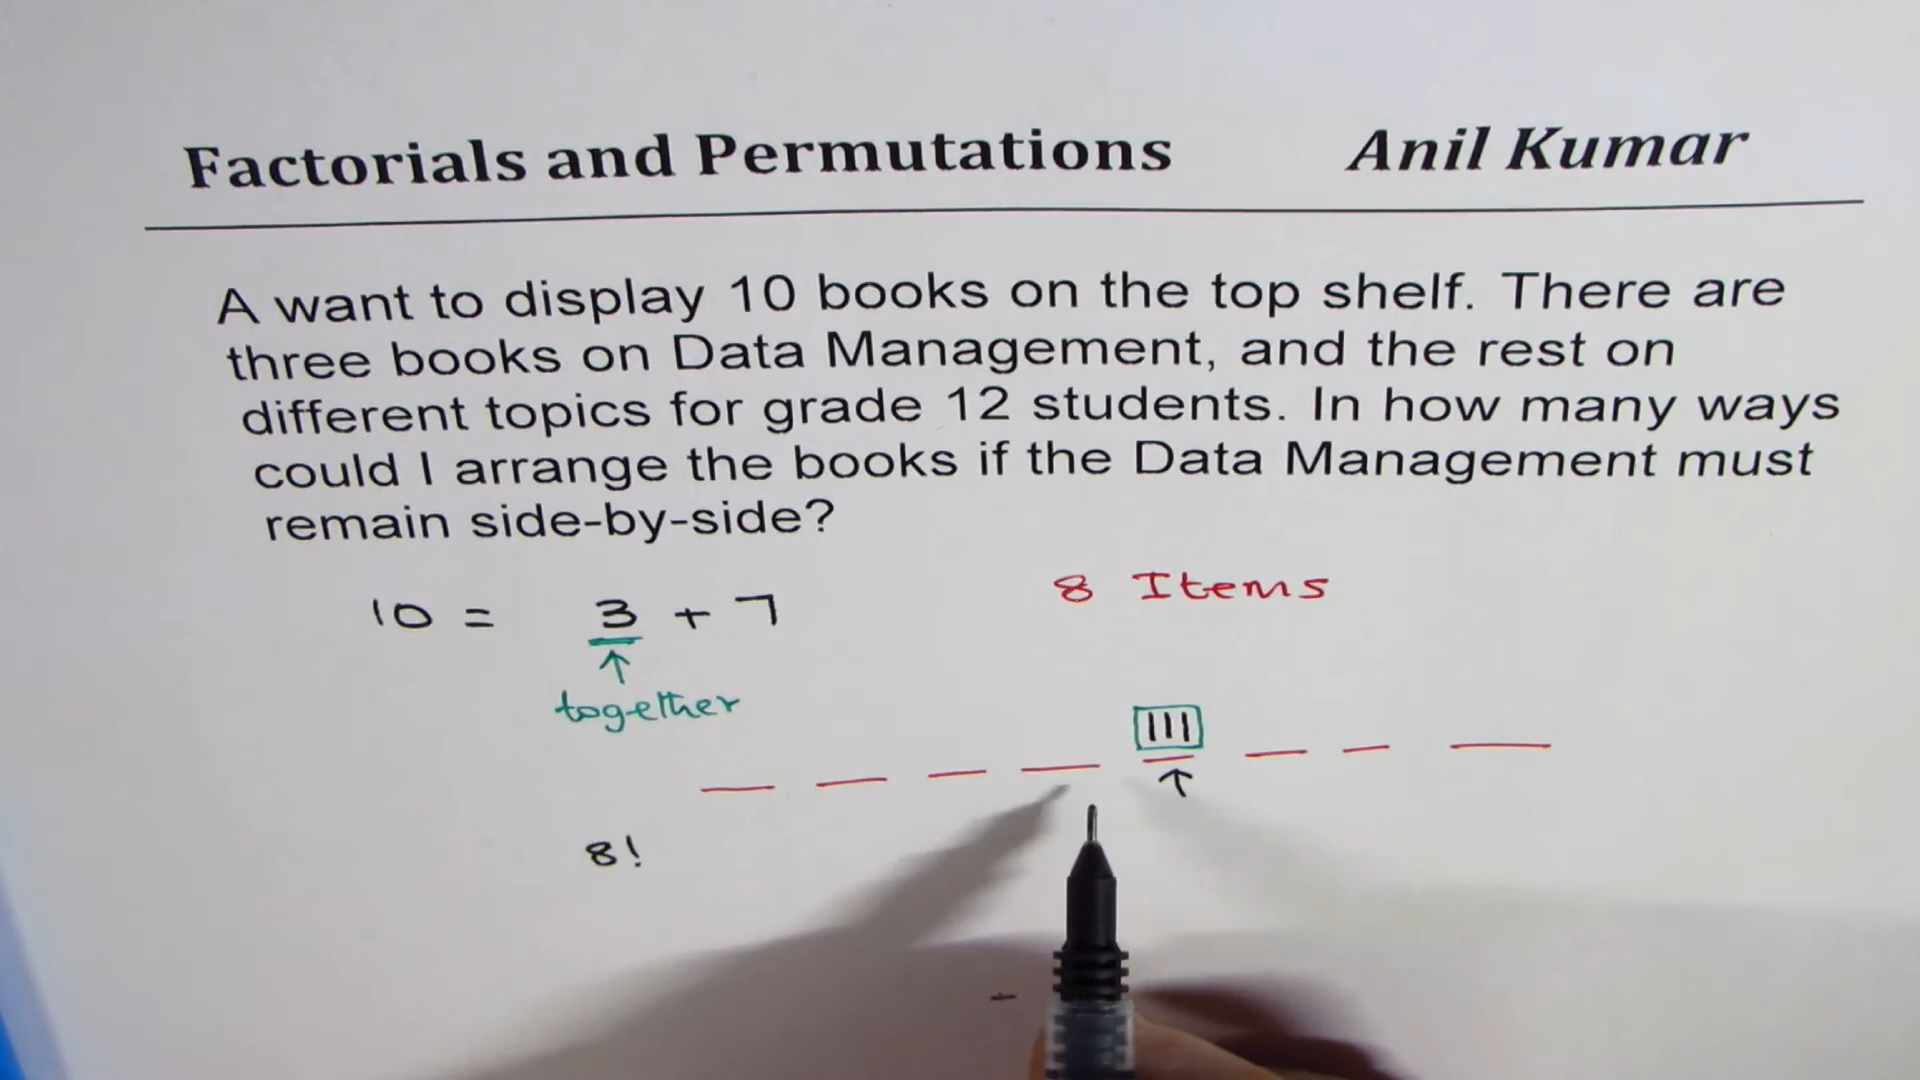 Factorials and Permutations Anil Kumar
A want to display 10 books on the top shelf. There are
three books on Data Management, and the rest on
different topics for grade 12 students. In how many ways
could I arrange the books if the Data Management must
remain side-by-side?
10 = 3 + 7
8 Items
↑
together
|||
↑
8!